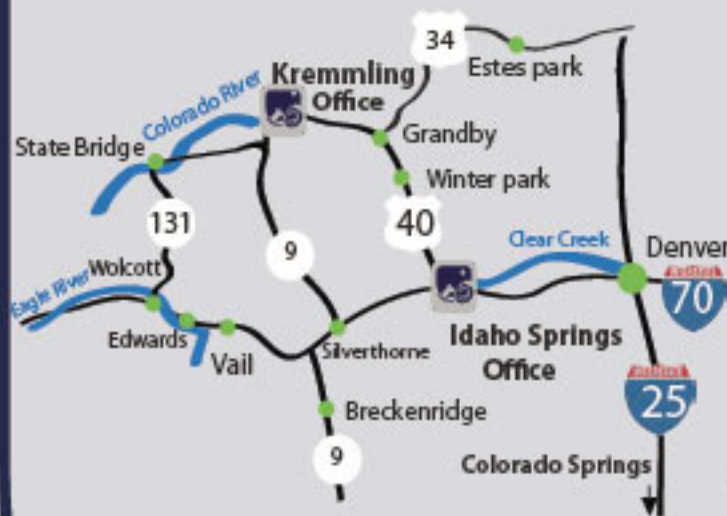 34
Estes park
Kremmling
Office
Colorado River
Grandby
State Bridge
Winter park
131
9
40
Clear Creek
Denver
Wolcott
Eagle River
70
Edwards
Vail
Silverthorne
Idaho Springs
Office
25
Breckenridge
9
Colorado Springs